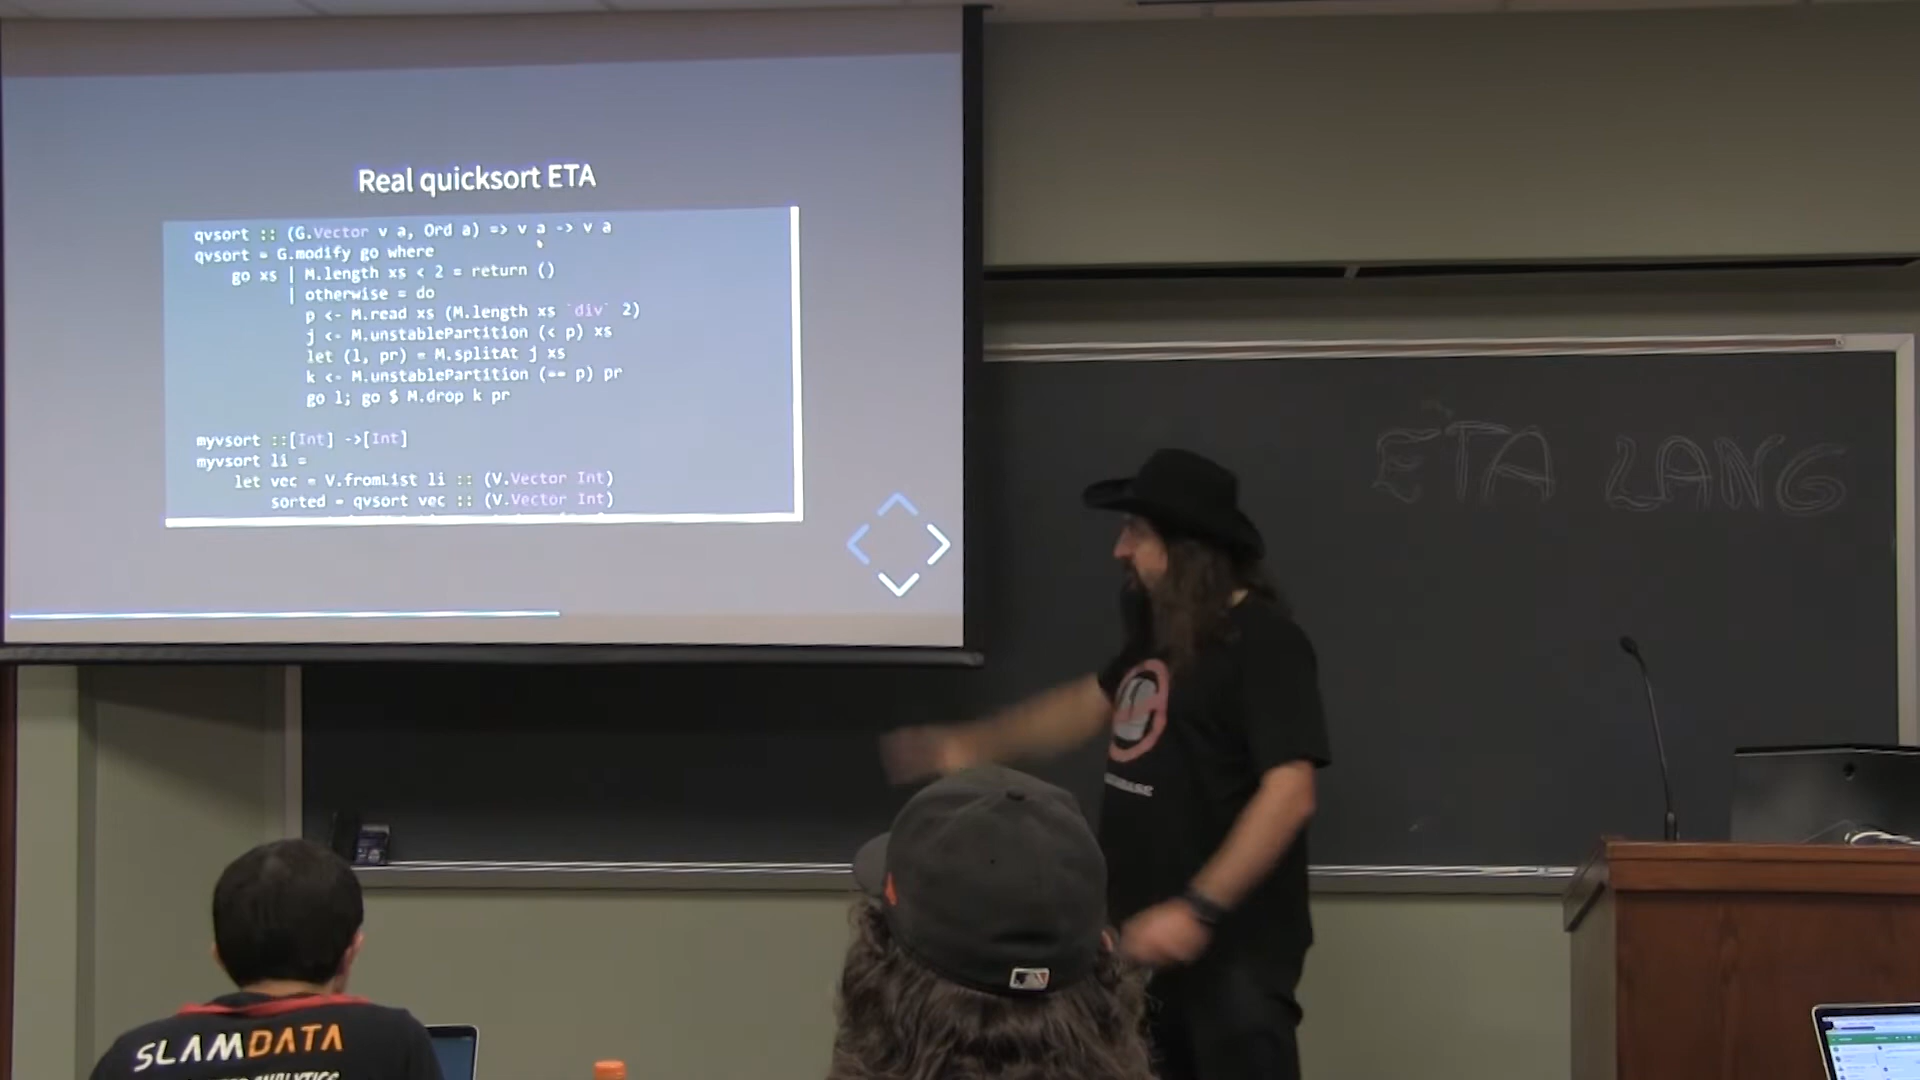 Real quicksort ETA
qvsort :: (G.Vector v a, Ord a) => v a -> v a
qvsort = G.modify go where
go xs | M.length xs < 2 = return ()
| otherwise = do
p <- M.read xs (M.length xs `div` 2)
j <- M.unstablePartition (< p) xs
let (l, pr) = M.splitAt j xs
k <- M.unstablePartition (== p) pr
go l; go $ M.drop k pr
myvsort ::[Int] ->[Int]
myvsort li =
let vec = V.fromList li :: (V.Vector Int)
sorted = qvsort vec :: (V.Vector Int)
ETA LANG
SLAMDATA
ANALYTICS